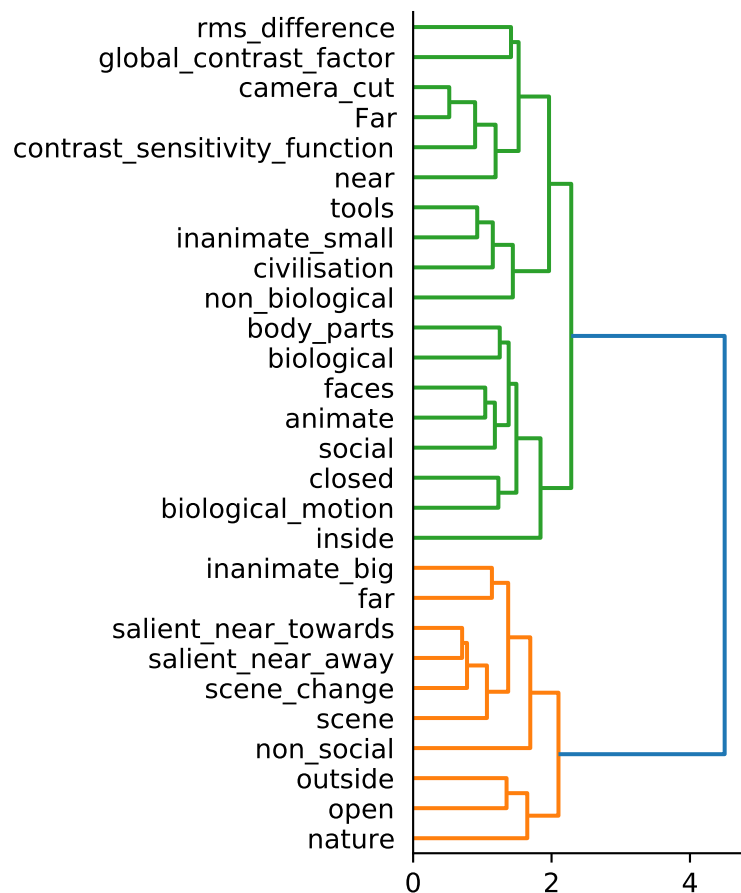 rms_difference
global_contrast_factor
camera_cut
Far
contrast_sensitivity_function
near
tools
inanimate_small
civilisation
non_biological
body_parts
biological
faces
animate
social
closed
biological_motion
inside
inanimate_big
far
salient_near_towards
salient_near_away
scene_change
scene
non_social
outside
open
nature
0 2 4